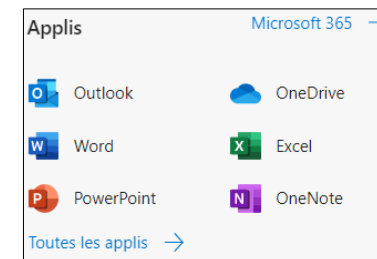 Applis Microsoft 365
Outlook OneDrive
Word Excel
PowerPoint OneNote
Toutes les applis